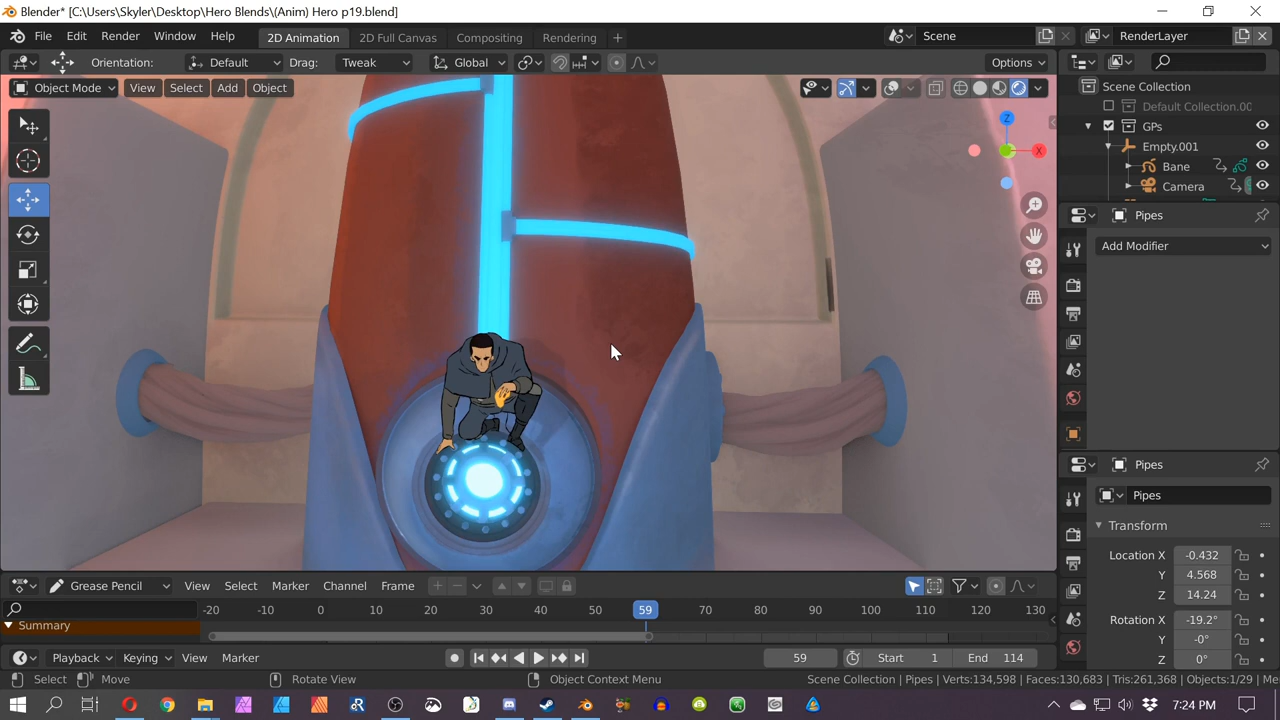 Blender* [C:\Users\Skyler\Desktop\Hero Blends\(Anim) Hero p19.blend]
File Edit Render Window Help 2D Animation 2D Full Canvas Compositing Rendering Scene RenderLayer
Orientation: Default Drag: Tweak Global Options
Object Mode View Select Add Object
Scene Collection
Default Collection.00
GPs
Empty.001
Bane
Camera
Z
X
Pipes
Add Modifier
Pipes
Pipes
Transform
Location X -0.432
Y 4.568
Z 14.24
Rotation X -19.2°
Y -0°
Z 0°
Grease Pencil View Select Marker Channel Frame
-20 -10 0 10 20 30 40 50 59 70 80 90 100 110 120 130
Summary
Playback Keying View Marker 59 Start 1 End 114
Select Move Rotate View Object Context Menu Scene Collection | Pipes | Verts:134,598 | Faces:130,683 | Tris:261,368 | Objects:1/29 | Me
7:24 PM